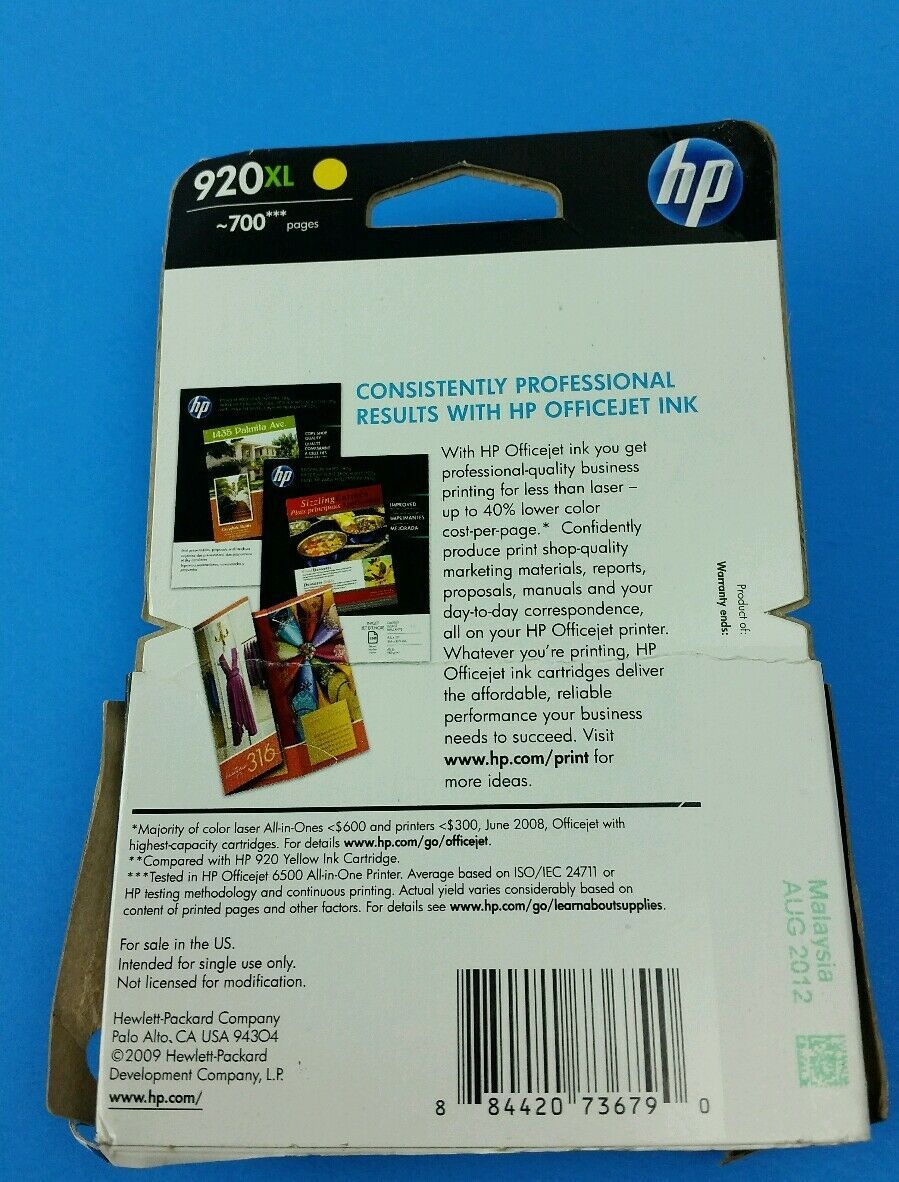 920XL
~700*** pages
hp
CONSISTENTLY PROFESSIONAL
RESULTS WITH HP OFFICEJET INK
hp
1435 Palmita Ave.
hp
Sizzling
Plats principaux
IMPROVED
MEJORADA
316
With HP Officejet ink you get
professional-quality business
printing for less than laser –
up to 40% lower color
cost-per-page.* Confidently
produce print shop-quality
marketing materials, reports,
proposals, manuals and your
day-to-day correspondence,
all on your HP Officejet printer.
Whatever you're printing, HP
Officejet ink cartridges deliver
the affordable, reliable
performance your business
needs to succeed. Visit
www.hp.com/print for
more ideas.
Product of:
Warranty ends:
Malaysia
AUG 2012
*Majority of color laser All-in-Ones <$600 and printers <$300, June 2008, Officejet with
highest-capacity cartridges. For details www.hp.com/go/officejet.
**Compared with HP 920 Yellow Ink Cartridge.
***Tested in HP Officejet 6500 All-in-One Printer. Average based on ISO/IEC 24711 or
HP testing methodology and continuous printing. Actual yield varies considerably based on
content of printed pages and other factors. For details see www.hp.com/go/learnaboutsupplies.
For sale in the US.
Intended for single use only.
Not licensed for modification.
Hewlett-Packard Company
Palo Alto, CA USA 94304
©2009 Hewlett-Packard
Development Company, L.P.
www.hp.com/
8 84420 73679 0